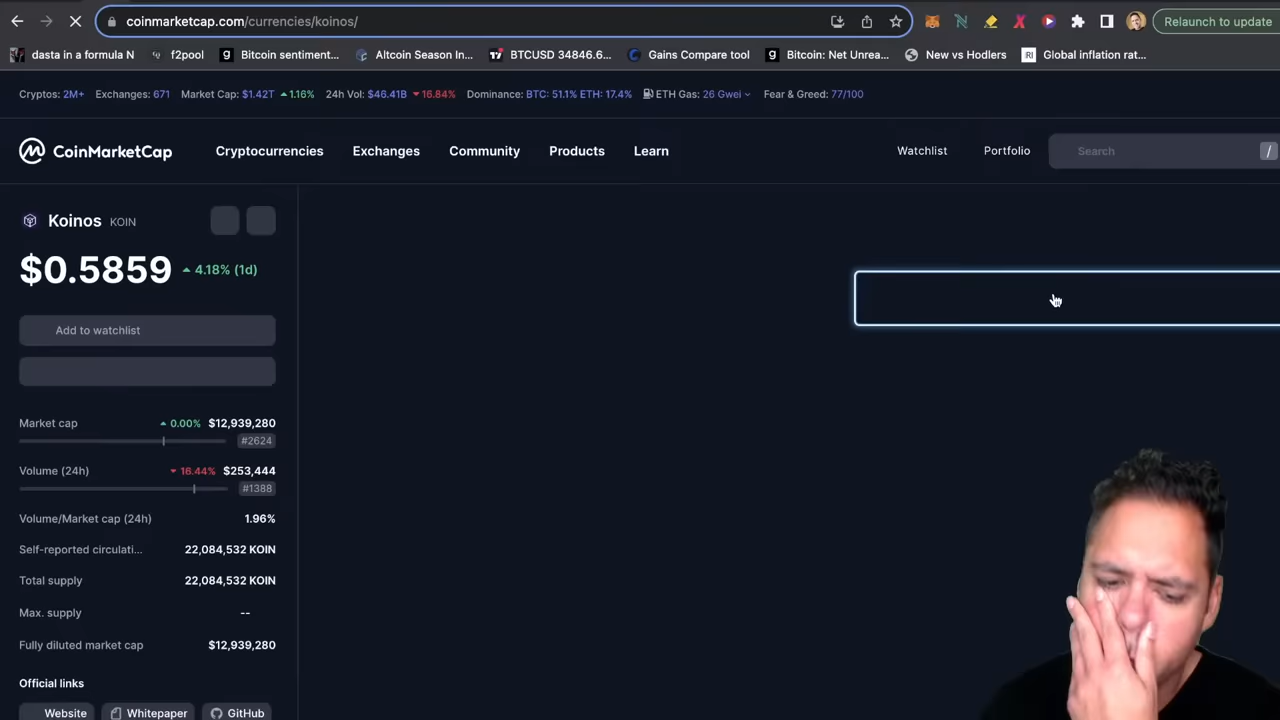 coinmarketcap.com/currencies/koinos/
Relaunch to update
dasta in a formula N
f2pool
Bitcoin sentiment...
Altcoin Season In...
BTCUSD 34846.6...
Gains Compare tool
Bitcoin: Net Unrea...
New vs Hodlers
RI
Global inflation rat...
Cryptos: 2M+ Exchanges: 671 Market Cap: $1.42T 1.16% 24h Vol: $46.41B 16.84% Dominance: BTC: 51.1% ETH: 17.4% ETH Gas: 26 Gwei Fear & Greed: 77/100
CoinMarketCap
Cryptocurrencies
Exchanges
Community
Products
Learn
Watchlist
Portfolio
Search
/
Koinos KOIN
$0.5859 4.18% (1d)
Add to watchlist
Market cap 0.00% $12,939,280
#2624
Volume (24h) 16.44% $253,444
#1388
Volume/Market cap (24h) 1.96%
Self-reported circulati... 22,084,532 KOIN
Total supply 22,084,532 KOIN
Max. supply --
Fully diluted market cap $12,939,280
Official links
Website
Whitepaper
GitHub